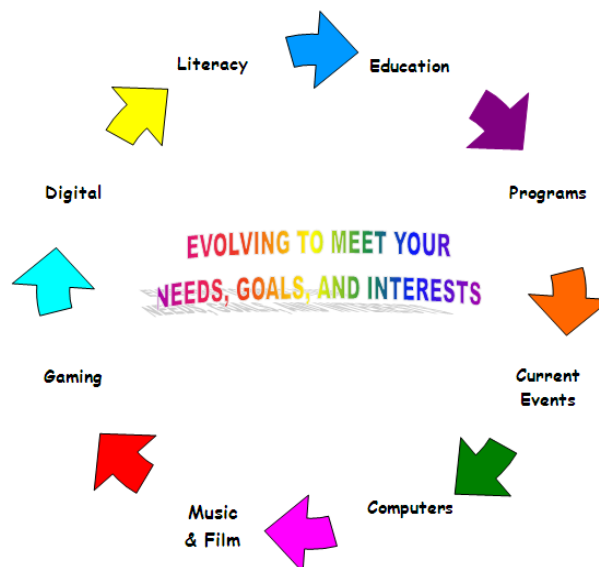 Literacy
Education
Digital
Programs
EVOLVING TO MEET YOUR
NEEDS, GOALS, AND INTERESTS
Gaming
Current
Events
Computers
Music
& Film